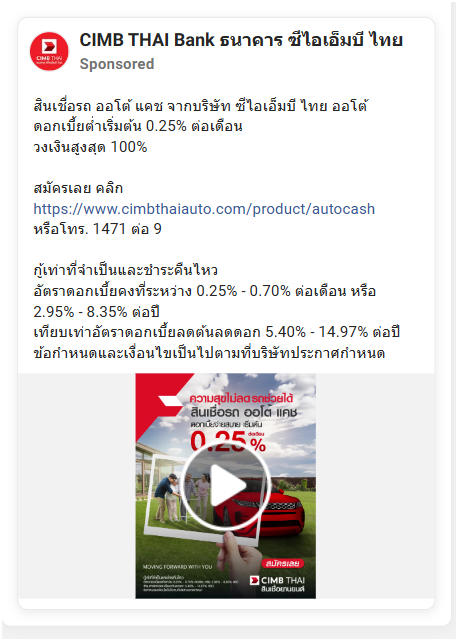 CIMB THAI Bank ธนาคาร ซีไอเอ็มบี ไทย
Sponsored
CIMB THAI
สินเชื่อรถ ออโต้ แคช จากบริษัท ซีไอเอ็มบี ไทย ออโต้
ดอกเบี้ยต่ำเริ่มต้น 0.25% ต่อเดือน
วงเงินสูงสุด 100%
สมัครเลย คลิก
https://www.cimbthaiauto.com/product/autocash
หรือโทร. 1471 ต่อ 9
กู้เท่าที่จำเป็นและชำระคืนไหว
อัตราดอกเบี้ยคงที่ระหว่าง 0.25% - 0.70% ต่อเดือน หรือ
2.95% - 8.35% ต่อปี
เทียบเท่าอัตราดอกเบี้ยลดต้นลดดอก 5.40% - 14.97% ต่อปี
ข้อกำหนดและเงื่อนไขเป็นไปตามที่บริษัทประกาศกำหนด
ความสุขไม่ลด รถช่วยได้
สินเชื่อรถ ออโต้ แคช
ดอกเบี้ยจ่ายสบาย เริ่มต้น
0.25%
ต่อเดือน
สมัครเลย
MOVING FORWARD WITH YOU
CIMB THAI
สินเชื่อยานยนต์